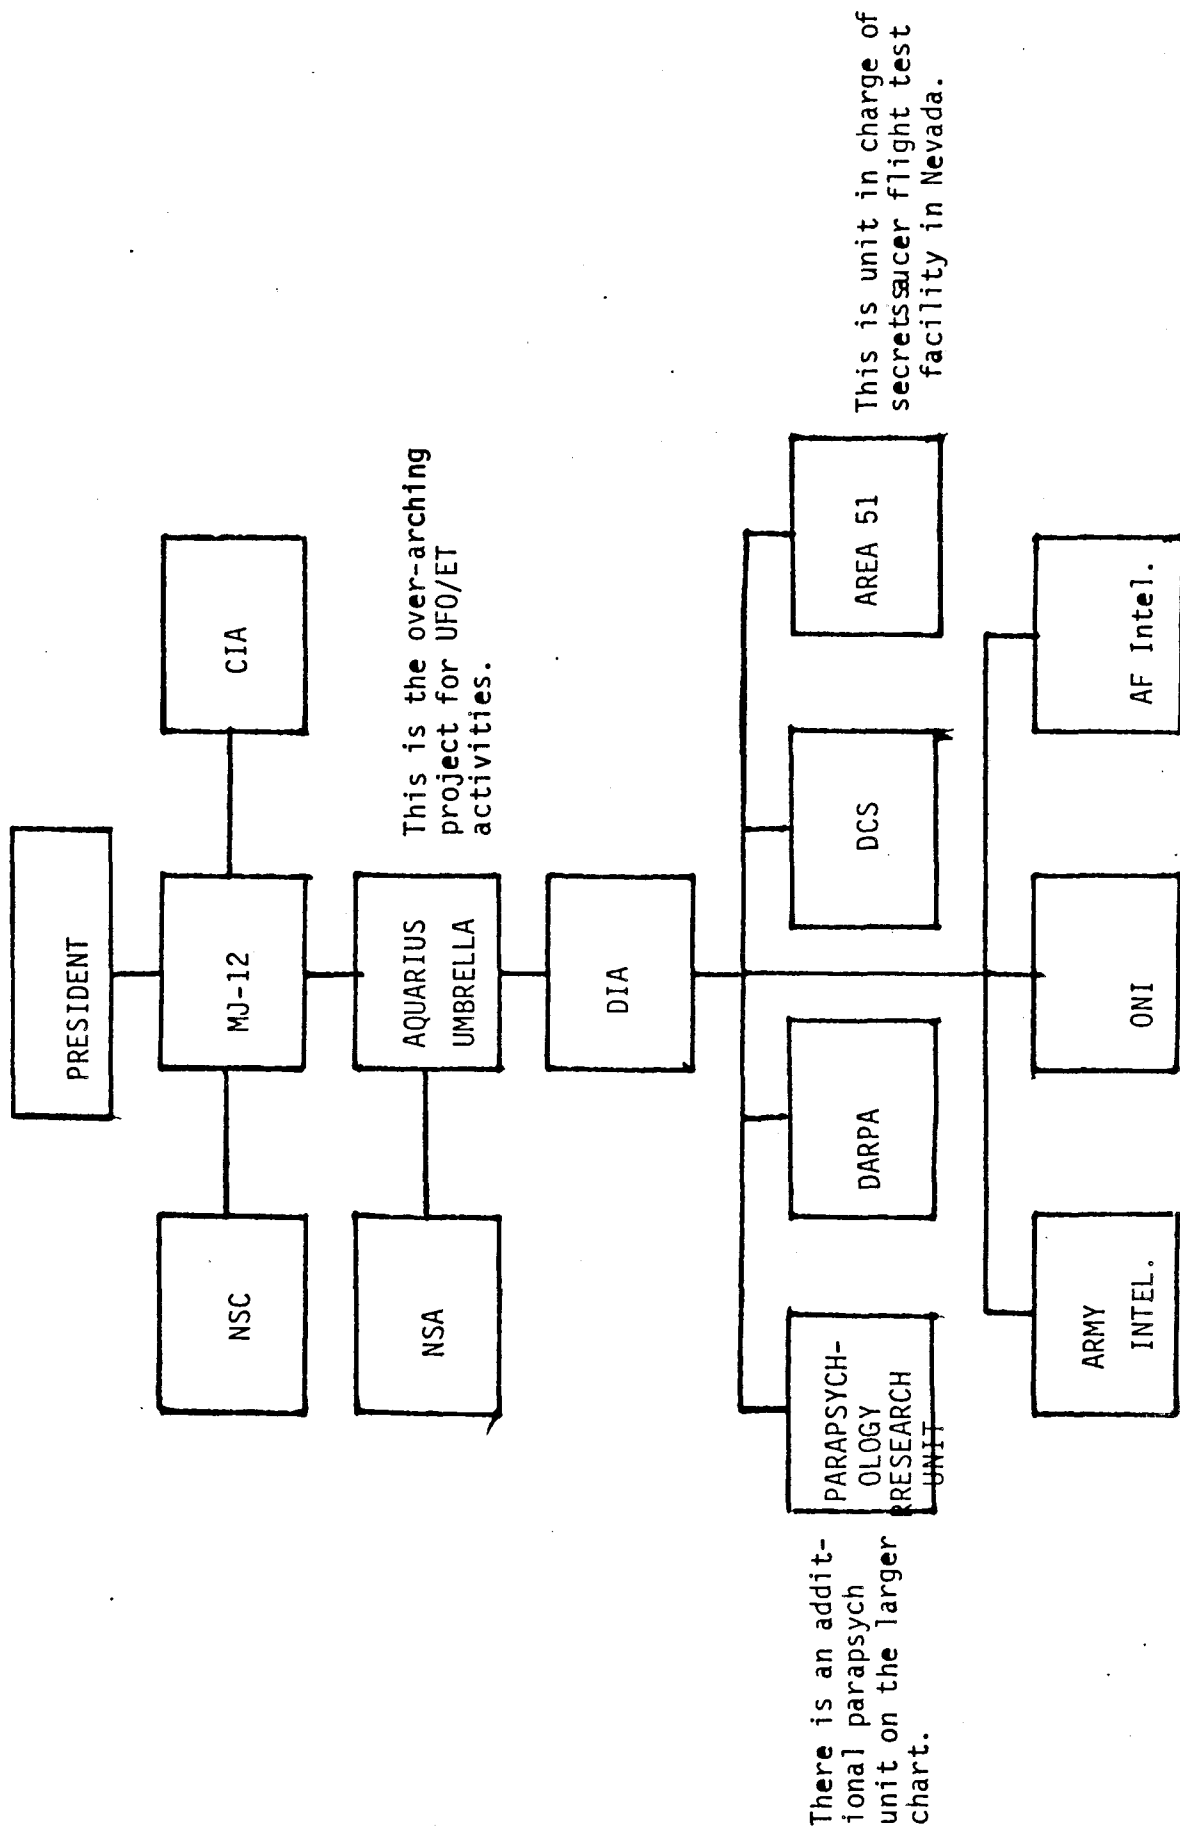 PRESIDENT
NSC
MJ-12
CIA
NSA
AQUARIUS
UMBRELLA
This is the over-arching
project for UFO/ET
activities.
DIA
There is an addit-
ional parapsych
unit on the larger
chart.
PARAPSYCH-
OLOGY
RRESEARCH
UNIT
DARPA
DCS
AREA 51
This is unit in charge of
secretssaucer flight test
facility in Nevada.
ARMY
INTEL.
ONI
AF Intel.